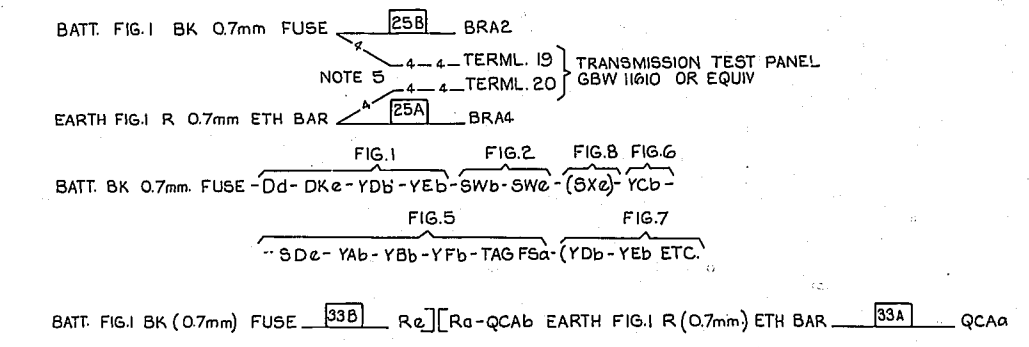 BATT. FIG.1 BK 0.7mm FUSE 25B BRA2
4 4 4 TERML. 19
NOTE 5 TRANSMISSION TEST PANEL
4 4 TERML. 20 GBW 11610 OR EQUIV
4
EARTH FIG.1 R 0.7mm ETH BAR 25A BRA4
FIG.1 FIG.2 FIG.8 FIG.6
BATT. BK 0.7mm. FUSE -Dd- DKe - YDb - YEb - SWb - SWe - (SXe)- YCb -
FIG.5 FIG.7
-- SDe - YAb - YBb - YFb - TAG FSa - (YDb - YEb ETC.
BATT. FIG.1 BK (0.7mm) FUSE 33B Re][Ra-QCAb EARTH FIG.1 R (0.7mm.) ETH BAR 33A QCAa